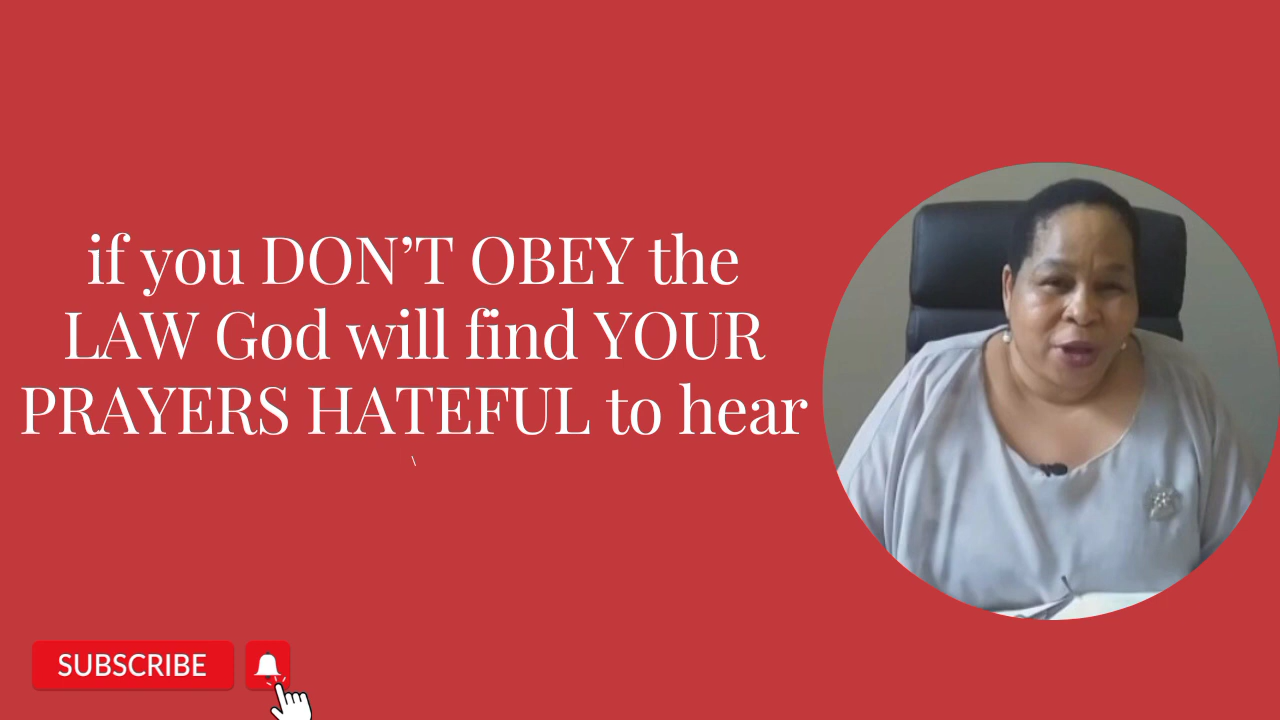 if you DON’T OBEY the
LAW God will find YOUR
PRAYERS HATEFUL to hear
\
SUBSCRIBE